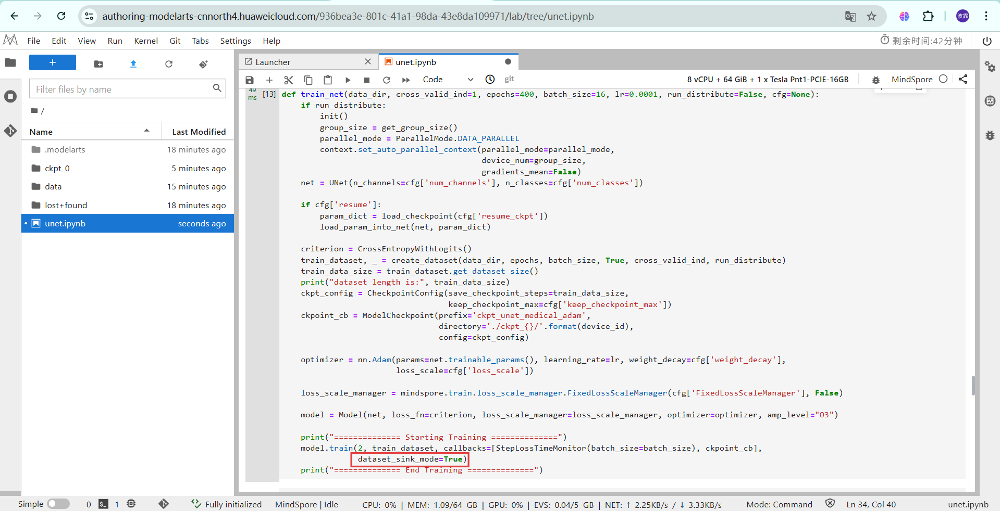 authoring-modelarts-cnnorth4.huaweicloud.com/936bea3e-801c-41a1-98da-43e8da109971/lab/tree/unet.ipynb
波霏
File Edit View Run Kernel Git Tabs Settings Help
剩余时间:42分钟
+
Filter files by name
/
Name Last Modified
.modelarts 18 minutes ago
ckpt_0 5 minutes ago
data 15 minutes ago
lost+found 18 minutes ago
unet.ipynb seconds ago
Launcher
unet.ipynb
Code
git
8 vCPU + 64 GiB + 1 x Tesla Pnt1-PCIE-16GB
MindSpore
49 ms
[13]
def train_net(data_dir, cross_valid_ind=1, epochs=400, batch_size=16, lr=0.0001, run_distribute=False, cfg=None):
    if run_distribute:
        init()
        group_size = get_group_size()
        parallel_mode = ParallelMode.DATA_PARALLEL
        context.set_auto_parallel_context(parallel_mode=parallel_mode,
                                          device_num=group_size,
                                          gradients_mean=False)
    net = UNet(n_channels=cfg['num_channels'], n_classes=cfg['num_classes'])
    if cfg['resume']:
        param_dict = load_checkpoint(cfg['resume_ckpt'])
        load_param_into_net(net, param_dict)
    criterion = CrossEntropyWithLogits()
    train_dataset, _ = create_dataset(data_dir, epochs, batch_size, True, cross_valid_ind, run_distribute)
    train_data_size = train_dataset.get_dataset_size()
    print("dataset length is:", train_data_size)
    ckpt_config = CheckpointConfig(save_checkpoint_steps=train_data_size,
                                   keep_checkpoint_max=cfg['keep_checkpoint_max'])
    ckpoint_cb = ModelCheckpoint(prefix='ckpt_unet_medical_adam',
                                 directory='./ckpt_{}/'.format(device_id),
                                 config=ckpt_config)
    optimizer = nn.Adam(params=net.trainable_params(), learning_rate=lr, weight_decay=cfg['weight_decay'],
                        loss_scale=cfg['loss_scale'])
    loss_scale_manager = mindspore.train.loss_scale_manager.FixedLossScaleManager(cfg['FixedLossScaleManager'], False)
    model = Model(net, loss_fn=criterion, loss_scale_manager=loss_scale_manager, optimizer=optimizer, amp_level="O3")
    print("============== Starting Training ==============")
    model.train(2, train_dataset, callbacks=[StepLossTimeMonitor(batch_size=batch_size), ckpoint_cb],
                dataset_sink_mode=True)
    print("============== End Training ==============")
Simple 0 1 Fully initialized MindSpore | Idle CPU: 0% | MEM: 1.09/64 GB | GPU: 0% | EVS: 0.04/5 GB | NET: ↑ 2.25KB/s / ↓ 3.33KB/s Mode: Command Ln 34, Col 40 unet.ipynb